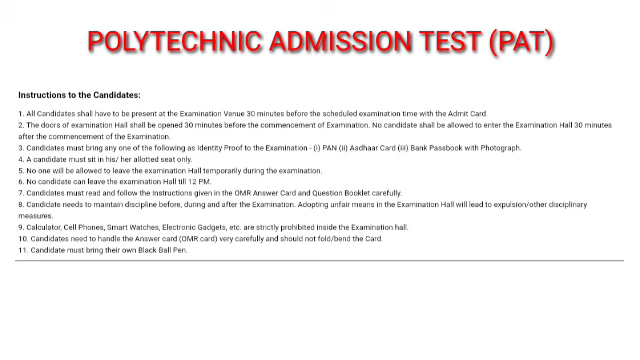 POLYTECHNIC ADMISSION TEST (PAT)
Instructions to the Candidates:
1. All Candidates shall have to be present at the Examination Venue 30 minutes before the scheduled examination time with the Admit Card.
2. The doors of examination Hall shall be opened 30 minutes before the commencement of Examination. No candidate shall be allowed to enter the Examination Hall 30 minutes
after the commencement of the Examination.
3. Candidates must bring any one of the following as Identity Proof to the Examination - (i) PAN (ii) Aadhaar Card (iii) Bank Passbook with Photograph.
4. A candidate must sit in his/ her allotted seat only.
5. No one will be allowed to leave the examination Hall temporarily during the examination.
6. No candidate can leave the examination Hall till 12 PM.
7. Candidates must read and follow the Instructions given in the OMR Answer Card and Question Booklet carefully.
8. Candidate needs to maintain discipline before, during and after the Examination. Adopting unfair means in the Examination Hall will lead to expulsion/other disciplinary
measures.
9. Calculator, Cell Phones, Smart Watches, Electronic Gadgets, etc. are strictly prohibited inside the Examination hall.
10. Candidates need to handle the Answer card (OMR card) very carefully and should not fold/bend the Card.
11. Candidate must bring their own Black Ball Pen.